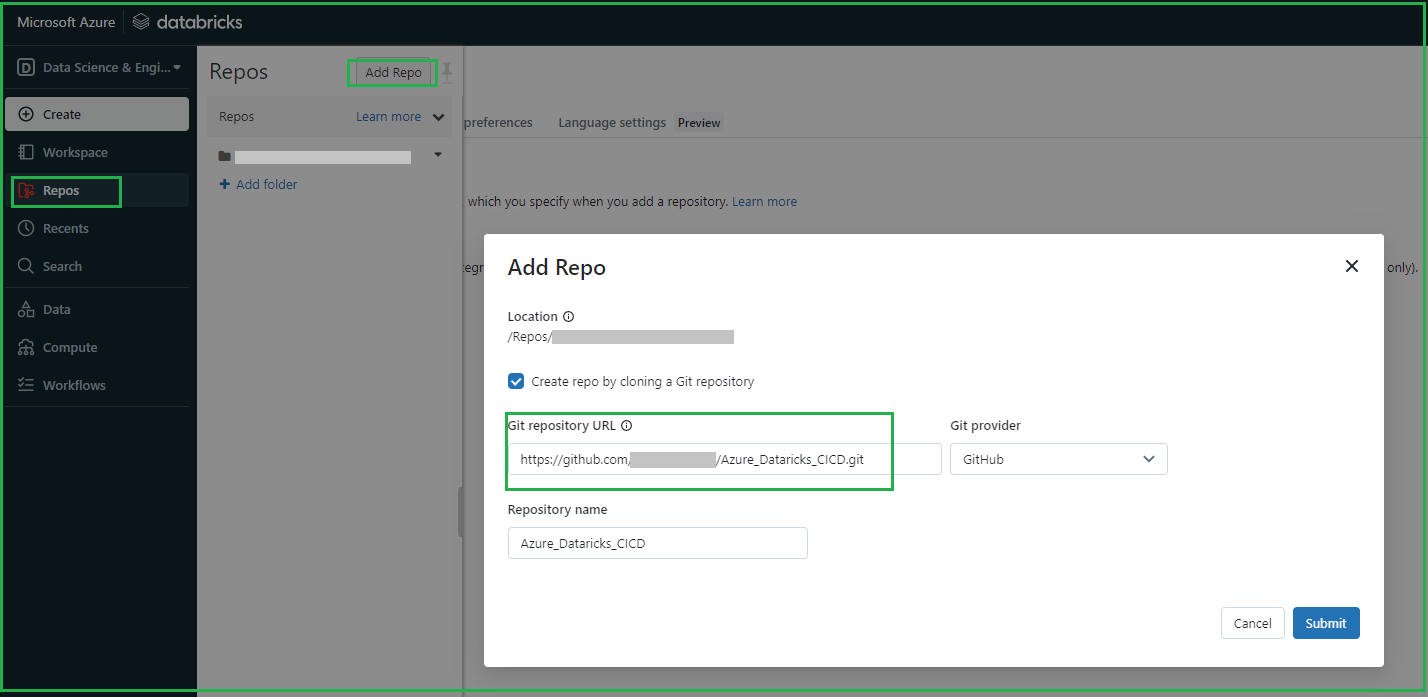 Microsoft Azure databricks
Data Science & Engi...
Create
Workspace
Repos
Recents
Search
Data
Compute
Workflows
Repos Add Repo
Repos Learn more
Add folder
preferences Language settings Preview
which you specify when you add a repository. Learn more
egr
only).
Add Repo
Location
/Repos/
Create repo by cloning a Git repository
Git repository URL Git provider
https://github.com/ /Azure_Dataricks_CICD.git GitHub
Repository name
Azure_Dataricks_CICD
Cancel Submit